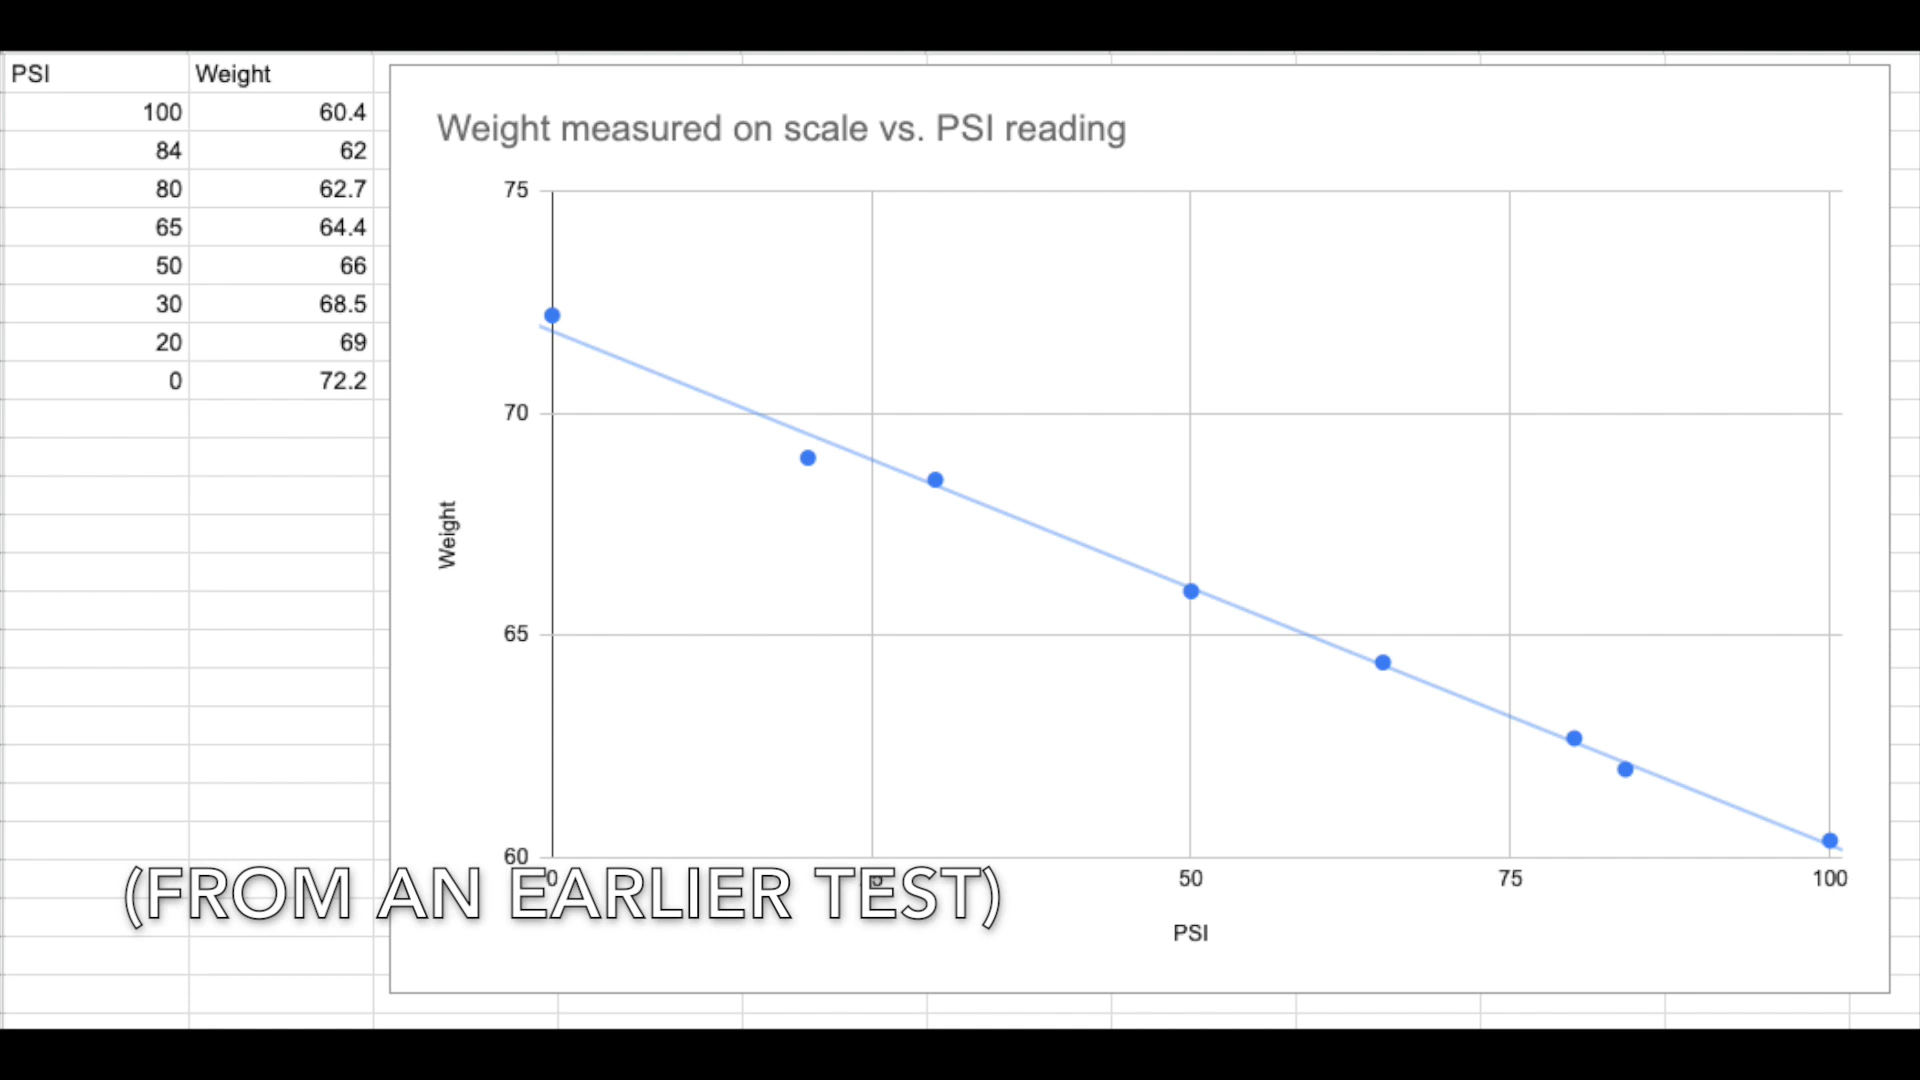 PSI Weight
100 60.4
84 62
80 62.7
65 64.4
50 66
30 68.5
20 69
0 72.2
Weight measured on scale vs. PSI reading
75
70
65
60
Weight
0 50 75 100
PSI
(FROM AN EARLIER TEST)